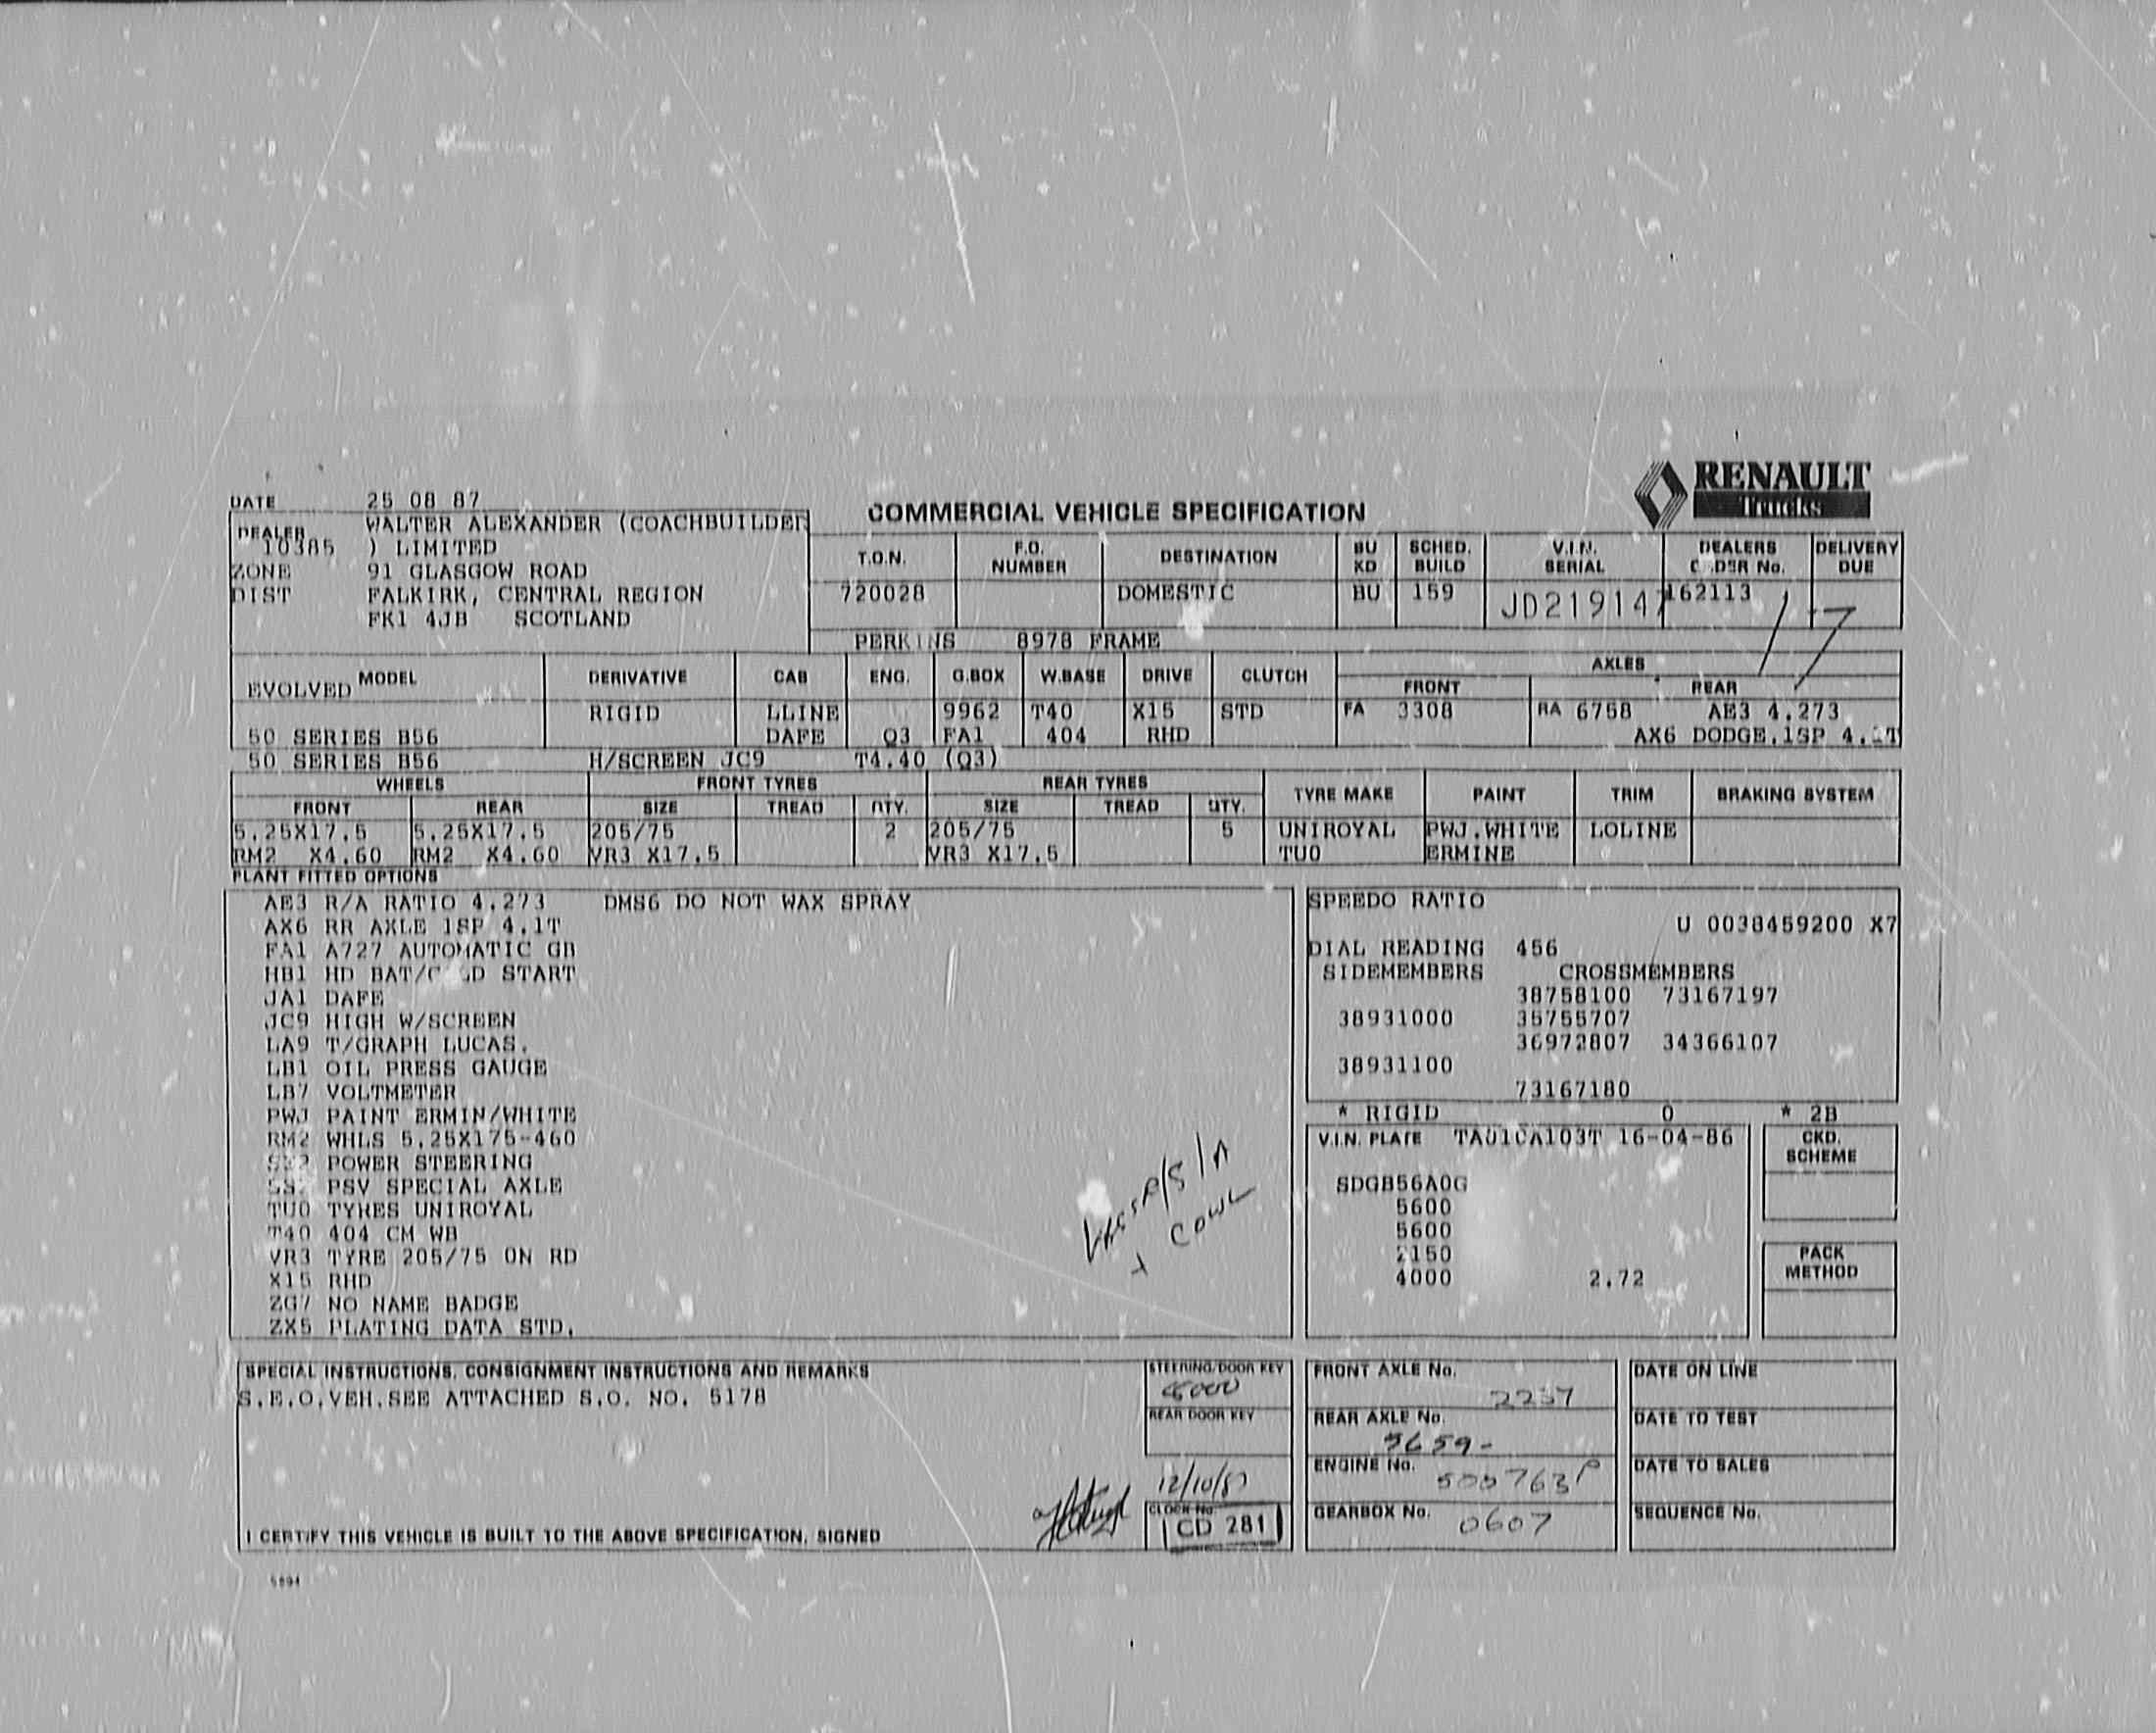 RENAULT
Trucks
DATE 25 08 87
COMMERCIAL VEHICLE SPECIFICATION
DEALER WALTER ALEXANDER (COACHBUILDER
10385 ) LIMITED
ZONE 91 GLASGOW ROAD
DIST FALKIRK, CENTRAL REGION
FK1 4JB SCOTLAND
T.O.N. F.O. NUMBER DESTINATION BU KD SCHED. BUILD V.I.N. SERIAL DEALERS No. DELIVERY DUE
720028 DOMESTIC BU 159 JD219147 162113
PERKINS 8978 FRAME
MODEL DERIVATIVE CAB ENG. G.BOX W.BASE DRIVE CLUTCH AXLES
EVOLVED FRONT REAR
RIGID LLINE 9962 T40 X15 STD FA 3308 RA 6758 AE3 4.273
50 SERIES B56 DAFE Q3 FA1 404 RHD AX6 DODGE.1SP 4.1T
50 SERIES B56 H/SCREEN JC9 T4.40 (Q3)
WHEELS FRONT TYRES REAR TYRES TYRE MAKE PAINT TRIM BRAKING SYSTEM
FRONT REAR SIZE TREAD QTY. SIZE TREAD QTY.
5.25X17.5 5.25X17.5 205/75 2 205/75 5 UNIROYAL PWJ.WHITE LOLINE
RM2 X4.60 RM2 X4.60 VR3 X17.5 VR3 X17.5 TU0 ERMINE
PLANT FITTED OPTIONS
AE3 R/A RATIO 4.273 DMS6 DO NOT WAX SPRAY
AX6 RR AXLE 1SP 4.1T
FA1 A727 AUTOMATIC GB
HB1 HD BAT/COLD START
JA1 DAFE
JC9 HIGH W/SCREEN
LA9 T/GRAPH LUCAS.
LB1 OIL PRESS GAUGE
LB7 VOLTMETER
PWJ PAINT ERMIN/WHITE
RM2 WHLS 5.25X175-460
POWER STEERING
PSV SPECIAL AXLE
TU0 TYRES UNIROYAL
T40 404 CM WB
VR3 TYRE 205/75 ON RD
X15 RHD
ZG7 NO NAME BADGE
ZX5 PLATING DATA STD.
COWL
SPEEDO RATIO
U 0038459200 X7
DIAL READING 456
SIDEMEMBERS CROSSMEMBERS
38758100 73167197
38931000 35755707
36972807 34366107
38931100
73167180
* RIGID 0 * 2B
V.I.N. PLATE TA01CA103T 16-04-86
SDGB56A0G
5600
5600
2150
4000 2.72
CKD. SCHEME
PACK METHOD
SPECIAL INSTRUCTIONS, CONSIGNMENT INSTRUCTIONS AND REMARKS
S.E.O.VEH.SEE ATTACHED S.O. NO. 5178
I CERTIFY THIS VEHICLE IS BUILT TO THE ABOVE SPECIFICATION, SIGNED
STEERING/DOOR KEY
REAR DOOR KEY
12/10/87
CLOCK No.
CD 281
FRONT AXLE No. 2237
REAR AXLE No. 5659-
ENGINE No. 500763P
GEARBOX No. 0607
DATE ON LINE
DATE TO TEST
DATE TO SALES
SEQUENCE No.
5894